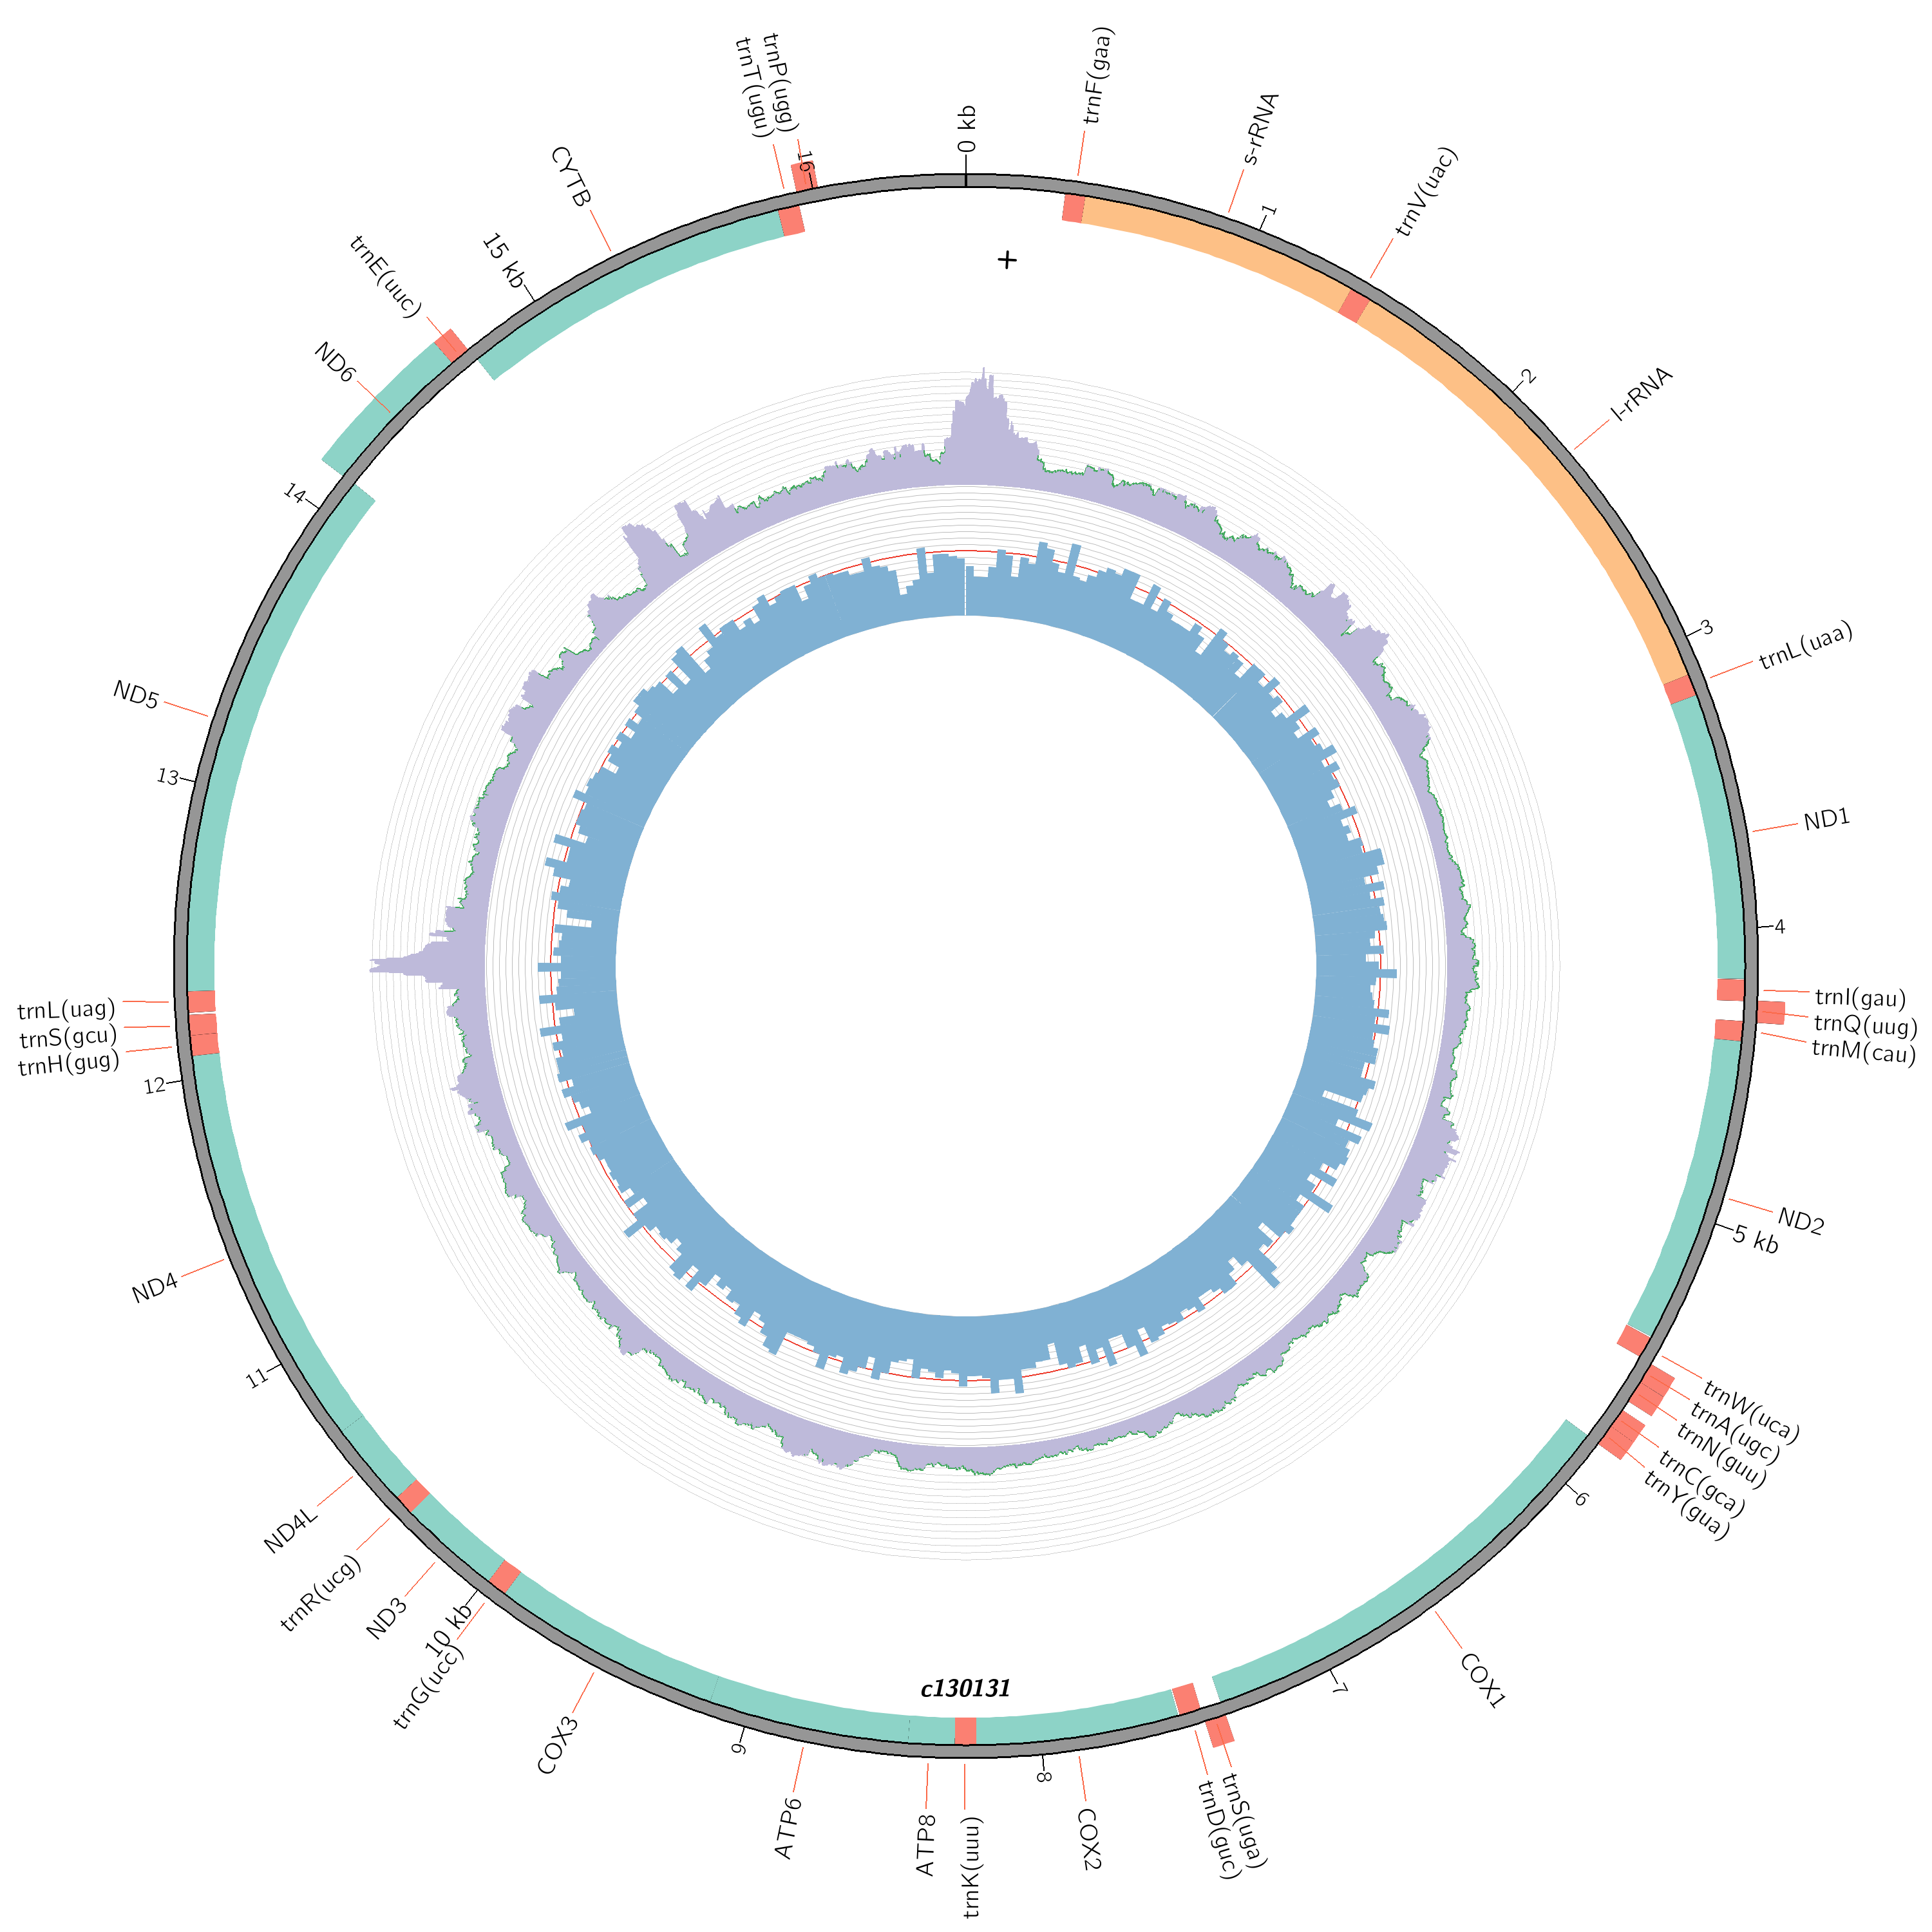 0 kb
trnF(gaa)
s-rRNA
1
trnV(uac)
2
l-rRNA
3
trnL(uaa)
ND1
4
trnI(gau)
trnQ(uug)
trnM(cau)
ND2
5 kb
trnW(uca)
trnA(ugc)
trnN(guu)
trnC(gca)
trnY(gua)
6
COX1
7
trnS(uga)
trnD(guc)
COX2
8
trnK(uuu)
ATP8
ATP6
9
COX3
trnG(ucc)
10 kb
ND3
trnR(ucg)
ND4L
11
ND4
12
trnH(gug)
trnS(gcu)
trnL(uag)
13
ND5
14
ND6
trnE(uuc)
15 kb
CYTB
trnT(ugu)
trnP(ugg)
16
+
c130131